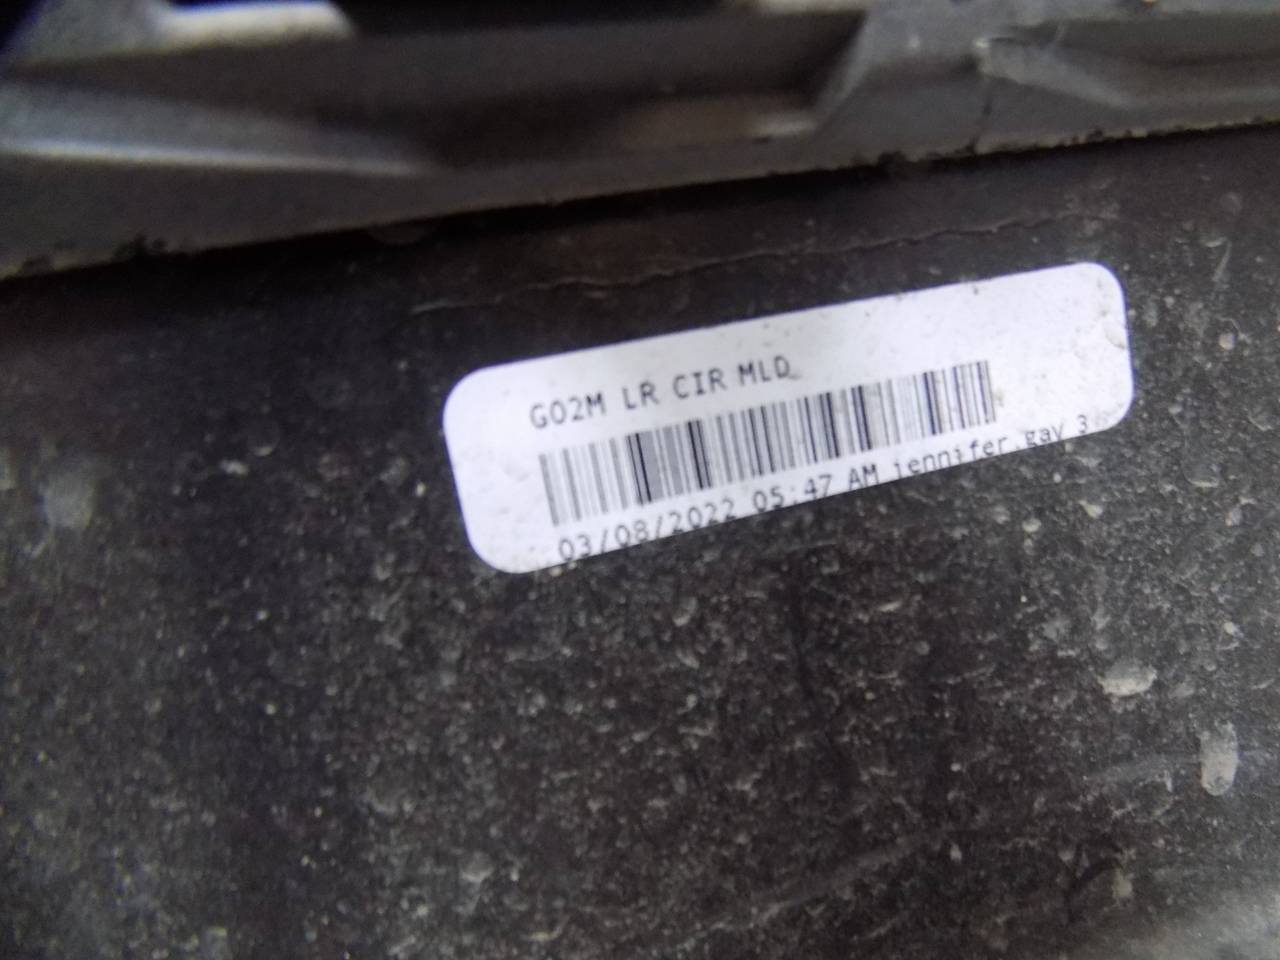 G02M LR CIR MLD
03/08/2022 05:47 AM jennifer.gay 3